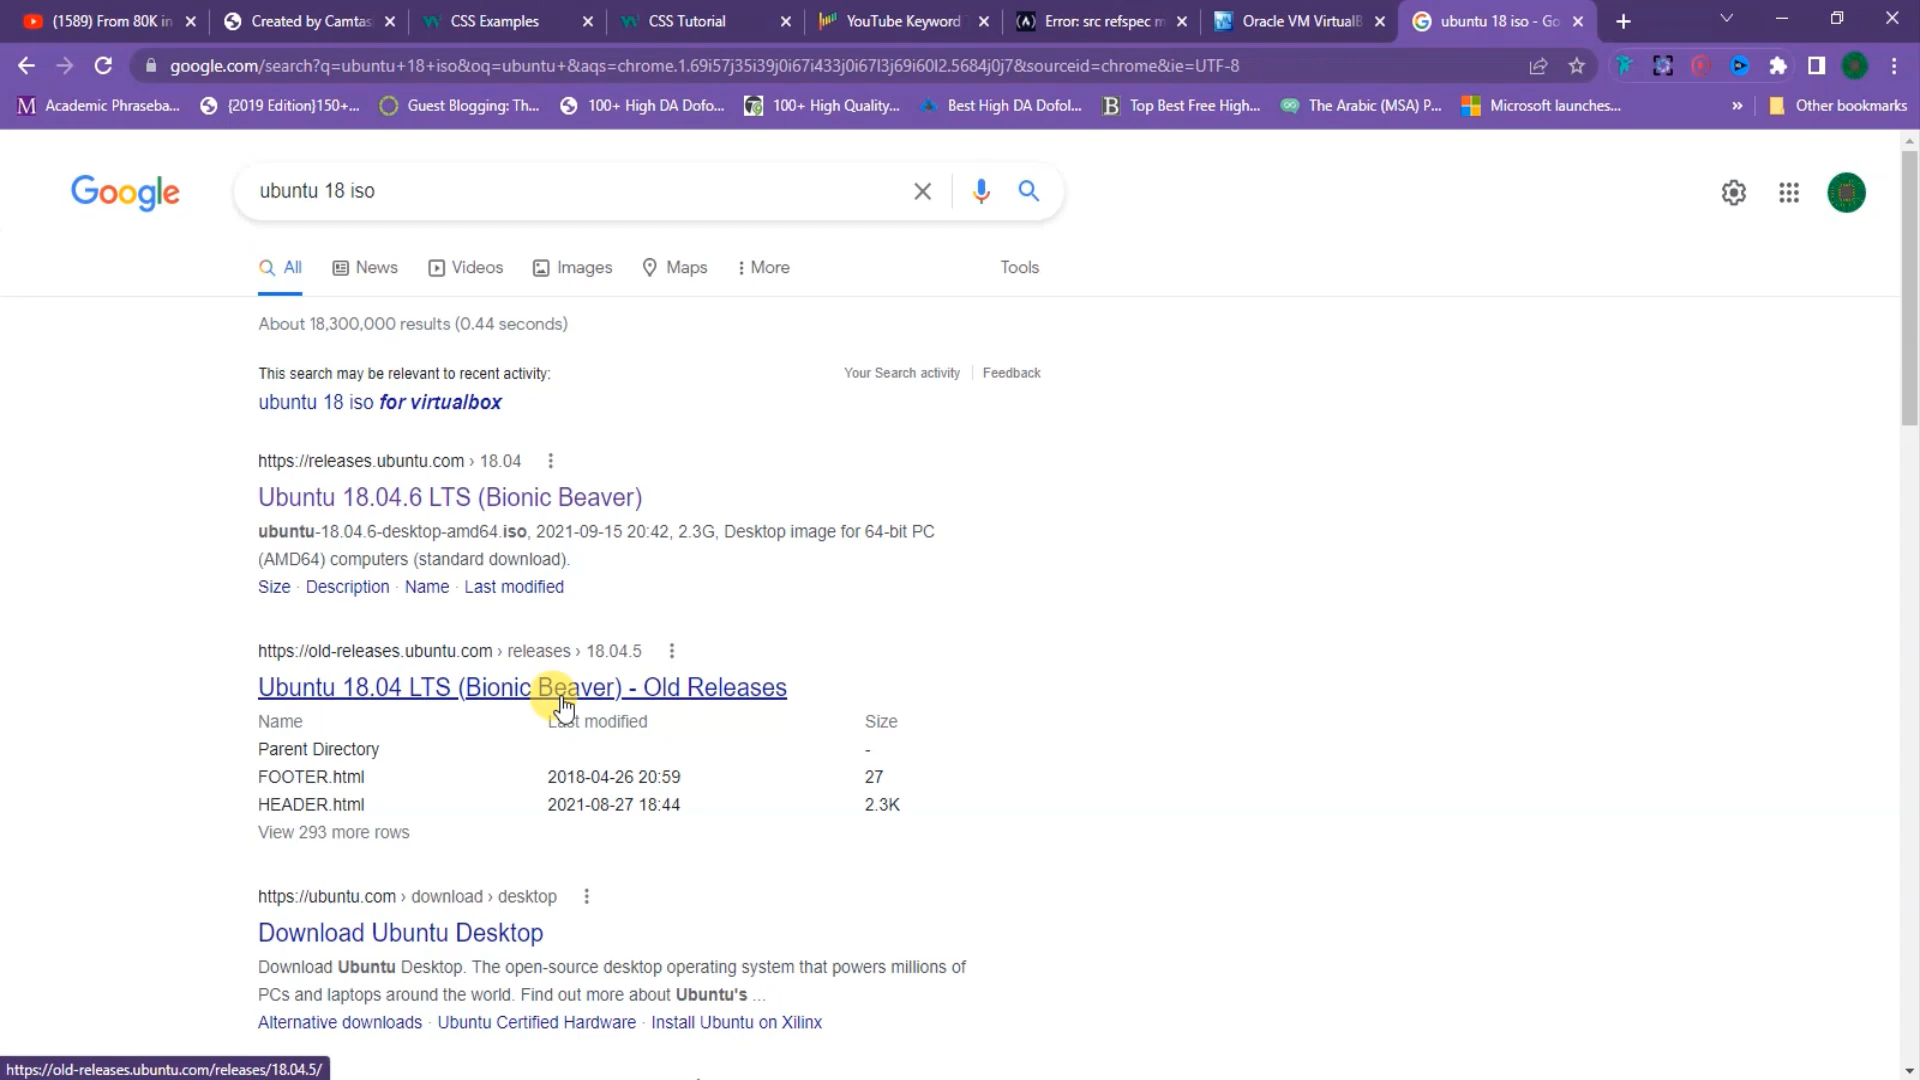 (1589) From 80K in
Created by Camtas
CSS Examples
CSS Tutorial
YouTube Keyword
Error: src refspec m
Oracle VM VirtualB
ubuntu 18 iso - Go
google.com/search?q=ubuntu+18+iso&oq=ubuntu+&aqs=chrome.1.69i57j35i39j0i67i433j0i67l3j69i60l2.5684j0j7&sourceid=chrome&ie=UTF-8
Academic Phraseba...
{2019 Edition}150+...
Guest Blogging: Th...
100+ High DA Dofo...
100+ High Quality...
Best High DA Dofol...
Top Best Free High...
The Arabic (MSA) P...
Microsoft launches...
»
Other bookmarks
Google
ubuntu 18 iso
All
News
Videos
Images
Maps
More
Tools
About 18,300,000 results (0.44 seconds)
This search may be relevant to recent activity:
Your Search activity
Feedback
ubuntu 18 iso for virtualbox
https://releases.ubuntu.com › 18.04
Ubuntu 18.04.6 LTS (Bionic Beaver)
ubuntu-18.04.6-desktop-amd64.iso, 2021-09-15 20:42, 2.3G, Desktop image for 64-bit PC
(AMD64) computers (standard download).
Size · Description · Name · Last modified
https://old-releases.ubuntu.com › releases › 18.04.5
Ubuntu 18.04 LTS (Bionic Beaver) - Old Releases
Name Last modified Size
Parent Directory -
FOOTER.html 2018-04-26 20:59 27
HEADER.html 2021-08-27 18:44 2.3K
View 293 more rows
https://ubuntu.com › download › desktop
Download Ubuntu Desktop
Download Ubuntu Desktop. The open-source desktop operating system that powers millions of
PCs and laptops around the world. Find out more about Ubuntu's ...
Alternative downloads · Ubuntu Certified Hardware · Install Ubuntu on Xilinx
https://old-releases.ubuntu.com/releases/18.04.5/